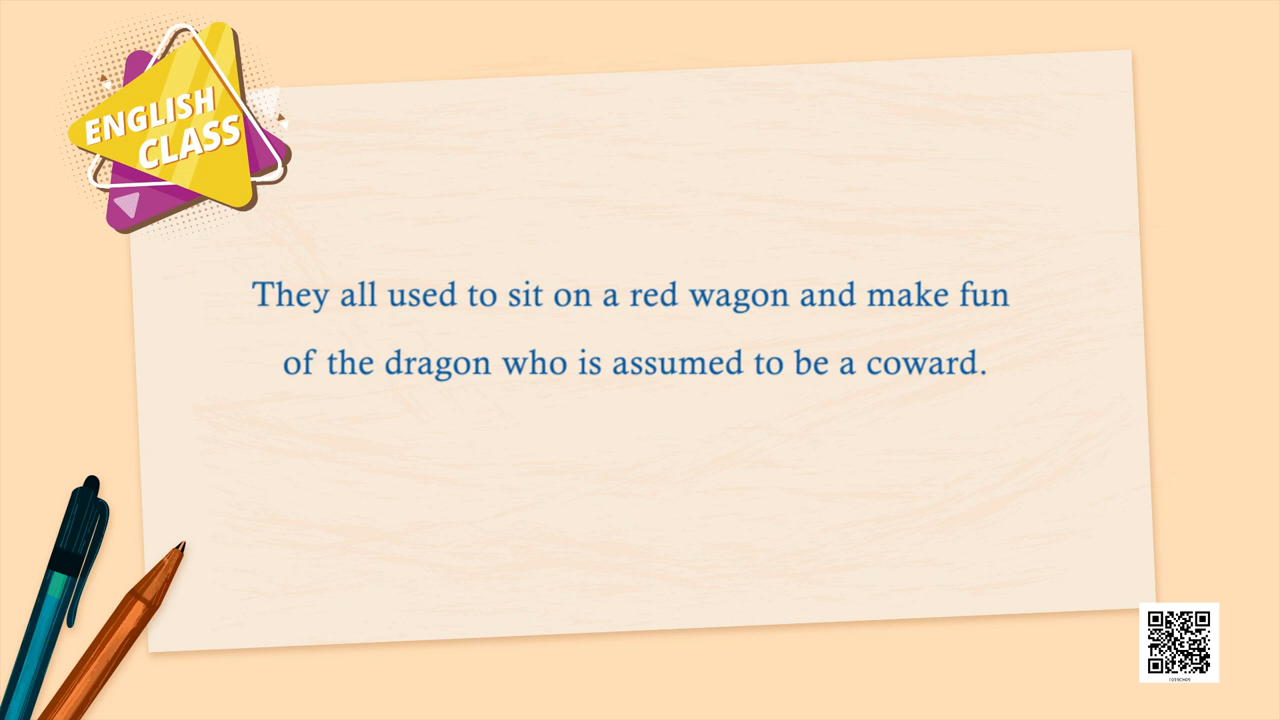 ENGLISH
CLASS
They all used to sit on a red wagon and make fun
of the dragon who is assumed to be a coward.